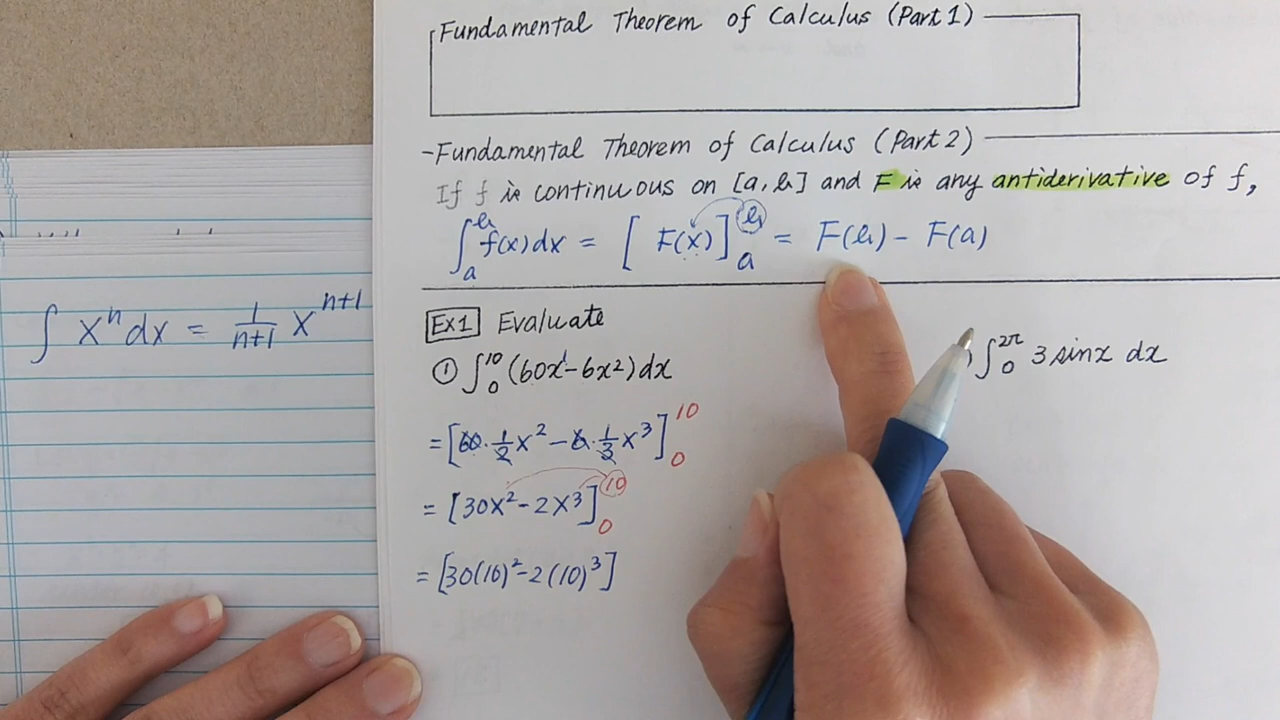 Fundamental Theorem of Calculus (Part 1)
Fundamental Theorem of Calculus (Part 2)
If f is continuous on [a, b] and F is any antiderivative of f,
∫ₐᵇ f(x)dx = [ F(x) ]ₐᵇ = F(b) - F(a)
∫ xⁿ dx = 1/(n+1) xⁿ⁺¹
Ex1 Evaluate
① ∫₀¹⁰ (60x¹-6x²)dx
) ∫₀²π 3 sinx dx
= [60·1/2 x² - 6·1/3 x³]₀¹⁰
= [30x² - 2x³]₀¹⁰
= [30(10)² - 2(10)³]